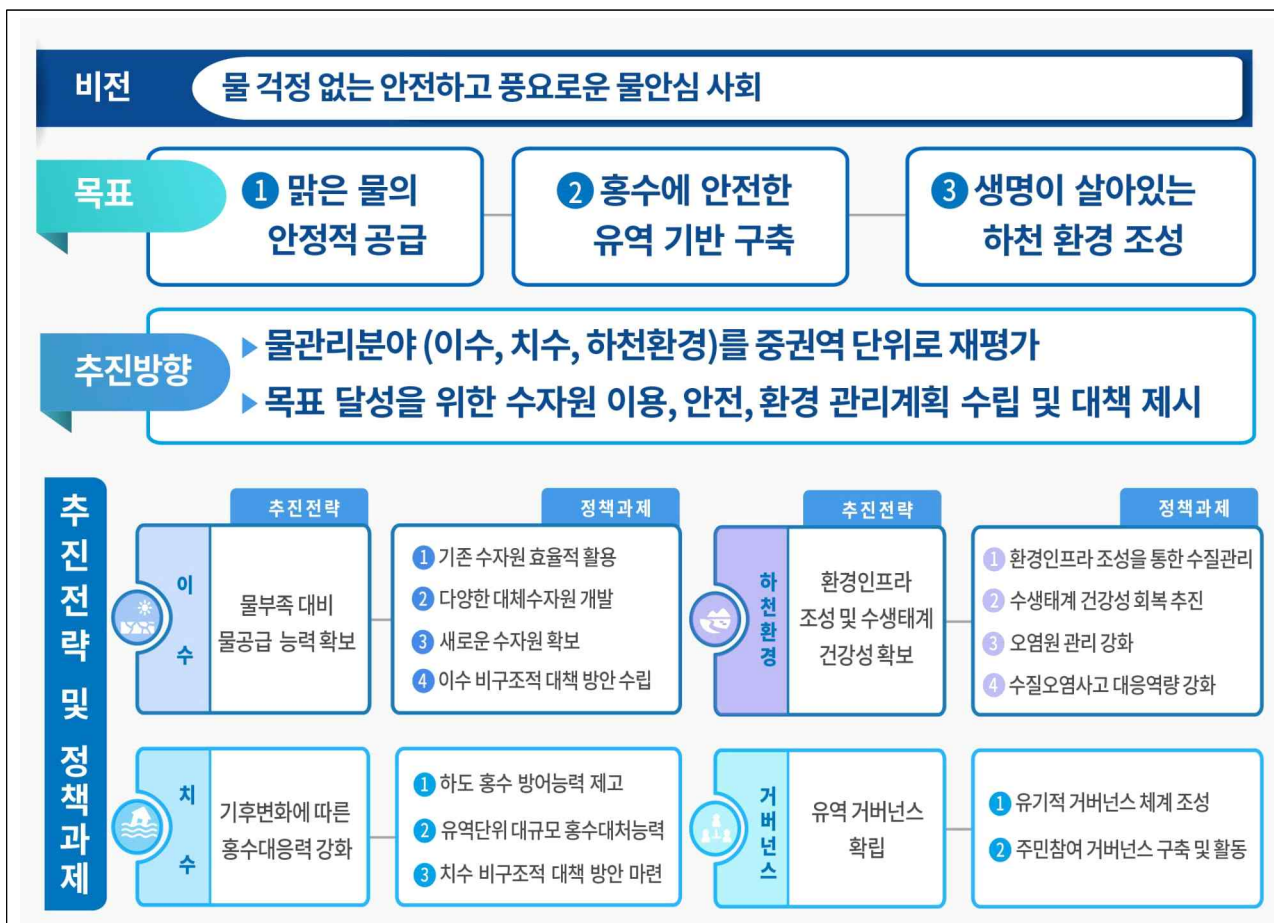 비전
물 걱정 없는 안전하고 풍요로운 물안심 사회
목표
1 맑은 물의
안정적 공급
2 홍수에 안전한
유역 기반 구축
3 생명이 살아있는
하천 환경 조성
추진방향
▶ 물관리분야 (이수, 치수, 하천환경)를 중권역 단위로 재평가
▶ 목표 달성을 위한 수자원 이용, 안전, 환경 관리계획 수립 및 대책 제시
추진전략 및 정책과제
추진전략
정책과제
이수
물부족 대비
물공급 능력 확보
1 기존 수자원 효율적 활용
2 다양한 대체수자원 개발
3 새로운 수자원 확보
4 이수 비구조적 대책 방안 수립
추진전략
정책과제
하천환경
환경인프라
조성 및 수생태계
건강성 확보
1 환경인프라 조성을 통한 수질관리
2 수생태계 건강성 회복 추진
3 오염원 관리 강화
4 수질오염사고 대응역량 강화
치수
기후변화에 따른
홍수대응력 강화
1 하도 홍수 방어능력 제고
2 유역단위 대규모 홍수대처능력
3 치수 비구조적 대책 방안 마련
거버넌스
유역 거버넌스
확립
1 유기적 거버넌스 체계 조성
2 주민참여 거버넌스 구축 및 활동